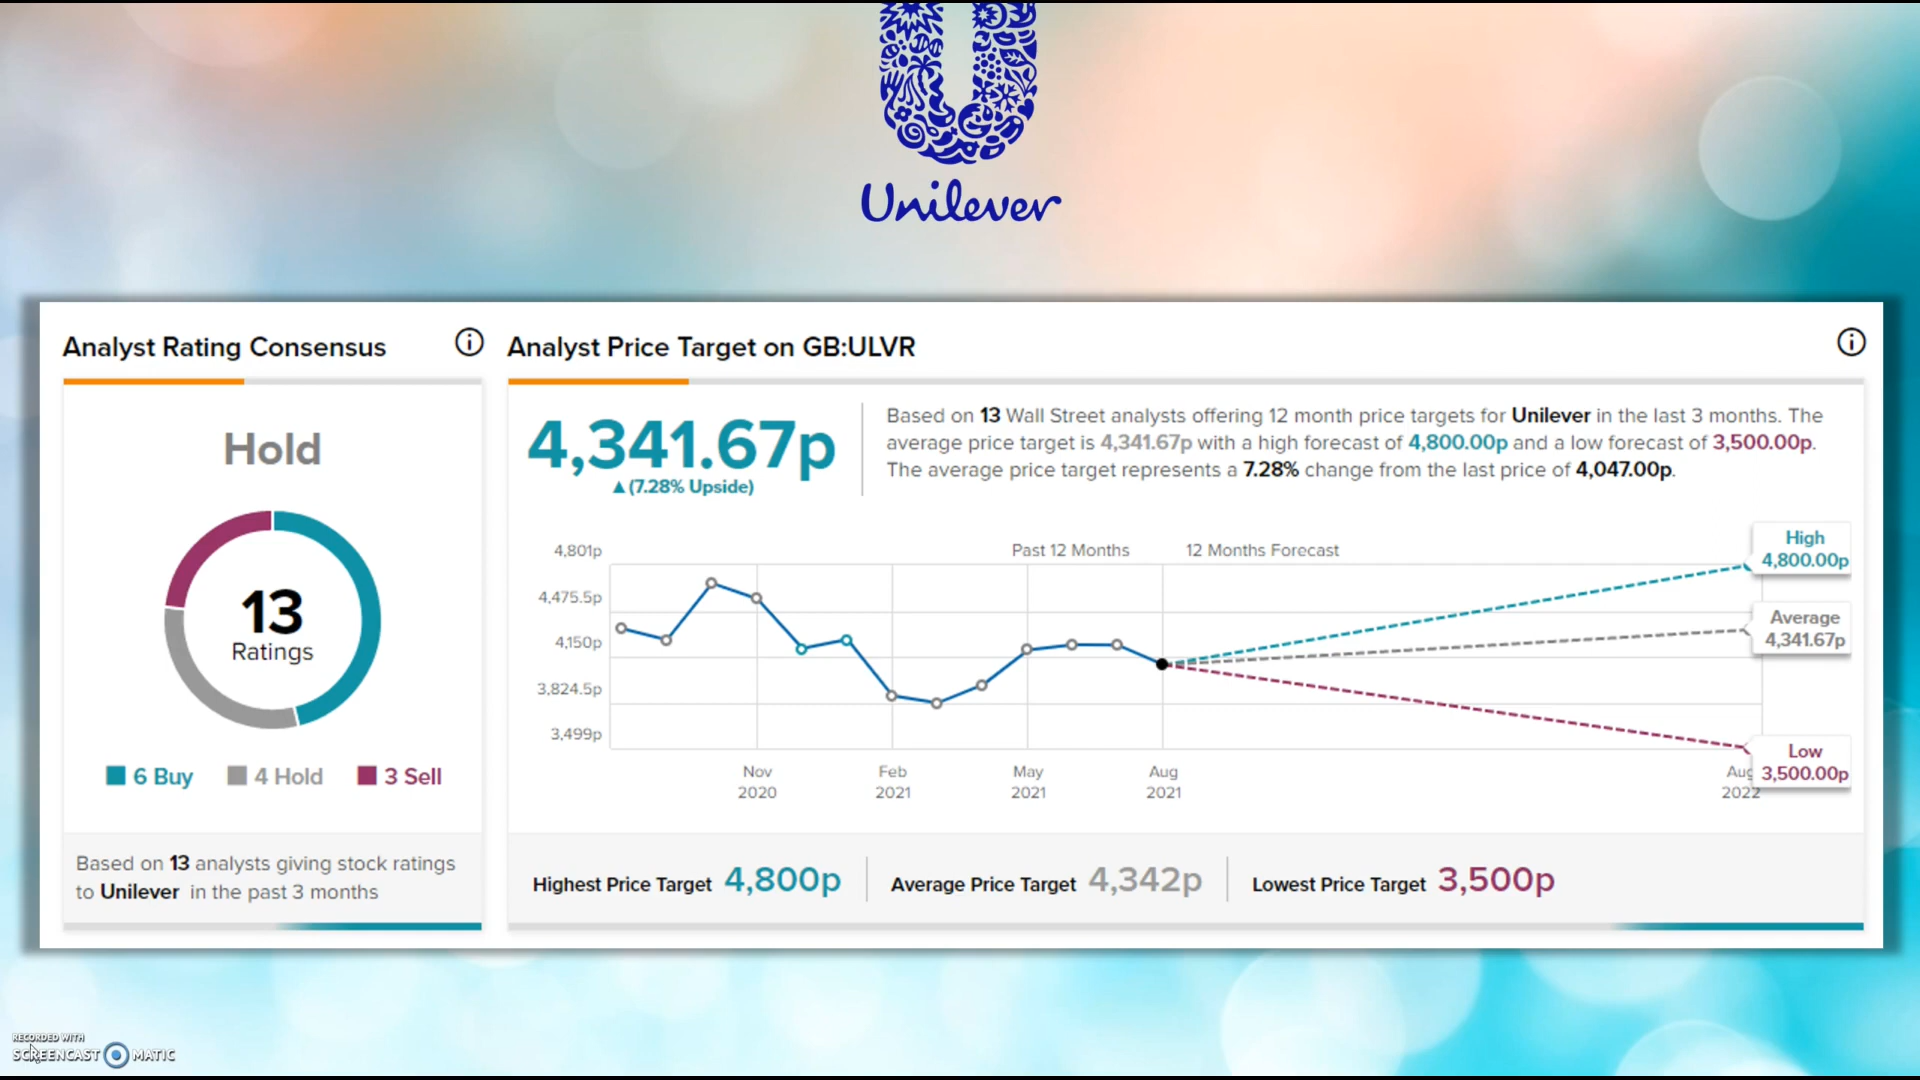 Unilever
Analyst Rating Consensus
Hold
13
Ratings
6 Buy
4 Hold
3 Sell
Based on 13 analysts giving stock ratings
to Unilever in the past 3 months
Analyst Price Target on GB:ULVR
4,341.67p
▲(7.28% Upside)
Based on 13 Wall Street analysts offering 12 month price targets for Unilever in the last 3 months. The
average price target is 4,341.67p with a high forecast of 4,800.00p and a low forecast of 3,500.00p.
The average price target represents a 7.28% change from the last price of 4,047.00p.
Past 12 Months
12 Months Forecast
4,801p
4,475.5p
4,150p
3,824.5p
3,499p
High
4,800.00p
Average
4,341.67p
Low
3,500.00p
Nov
2020
Feb
2021
May
2021
Aug
2021
Aug
2022
Highest Price Target 4,800p
Average Price Target 4,342p
Lowest Price Target 3,500p
RECORDED WITH
SCREENCAST MATIC